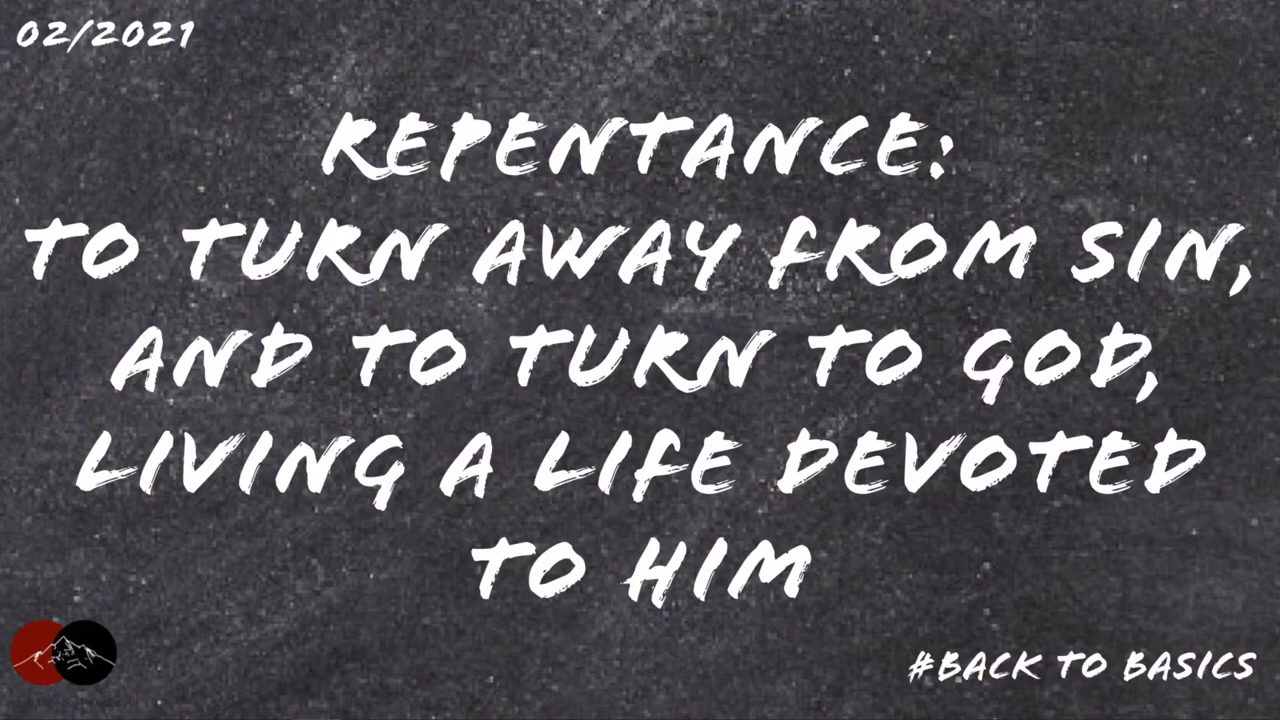 02/2021
REPENTANCE:
TO TURN AWAY FROM SIN,
AND TO TURN TO GOD,
LIVING A LIFE DEVOTED
TO HIM
#BACK TO BASICS